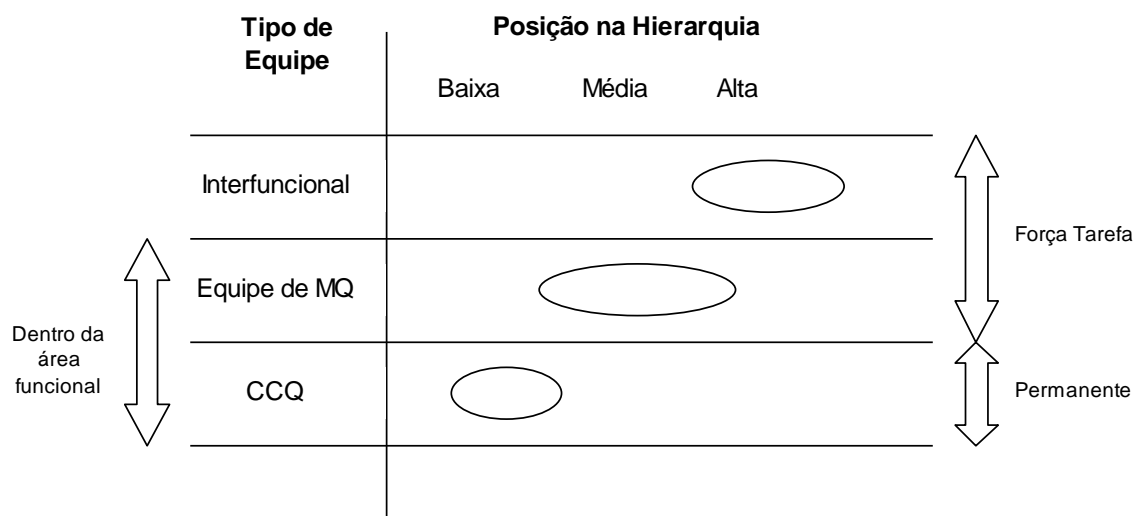 Tipo de
Equipe
Posição na Hierarquia
Baixa Média Alta
Interfuncional
Força Tarefa
Equipe de MQ
Dentro da
área
funcional
CCQ
Permanente